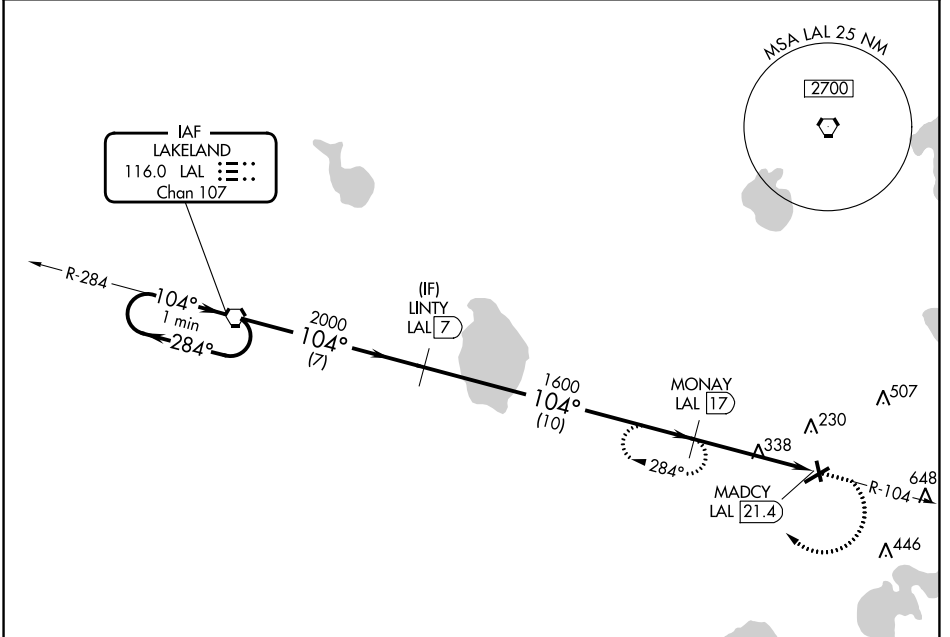 MSA LAL 25 NM
2700
IAF
LAKELAND
116.0 LAL
Chan 107
R-284
104°
1 min
284°
2000
104°
(7)
(IF)
LINTY
LAL 7
1600
104°
(10)
MONAY
LAL 17
284°
338
230
507
MADCY
LAL 21.4
R-104
648
446